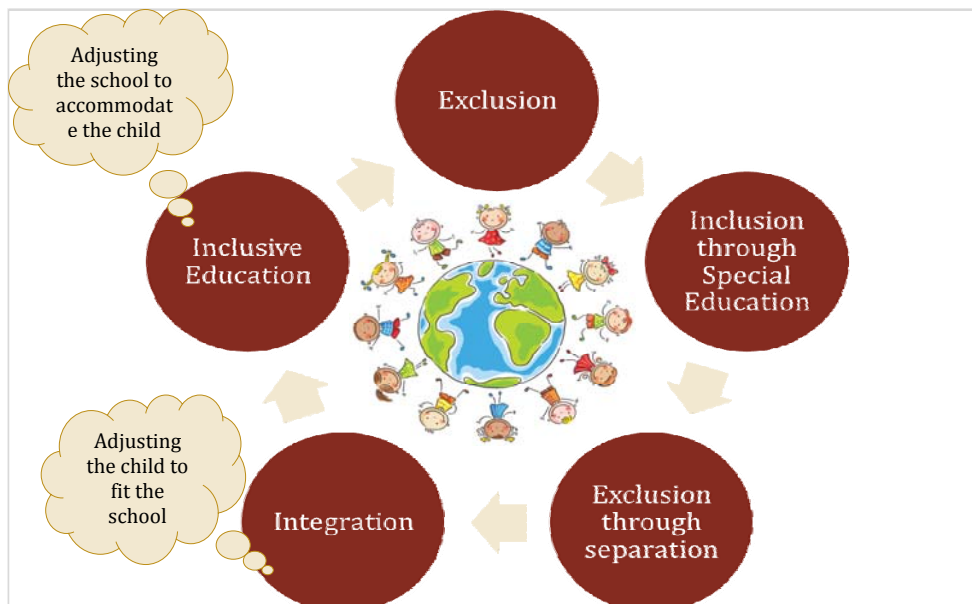 Adjusting
the school to
accommodat
e the child
Exclusion
Inclusive
Education
Inclusion
through
Special
Education
Adjusting
the child to
fit the
school
Integration
Exclusion
through
separation